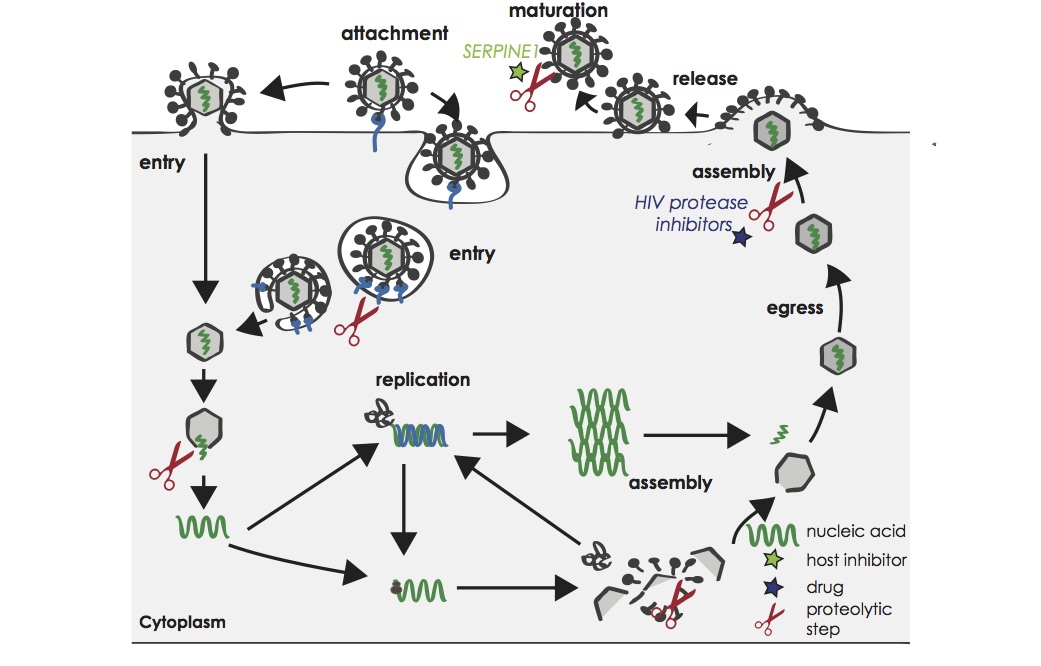 maturation
attachment
SERPINE1
release
entry
assembly
HIV protease
inhibitors
entry
egress
replication
assembly
nucleic acid
host inhibitor
drug
proteolytic
step
Cytoplasm